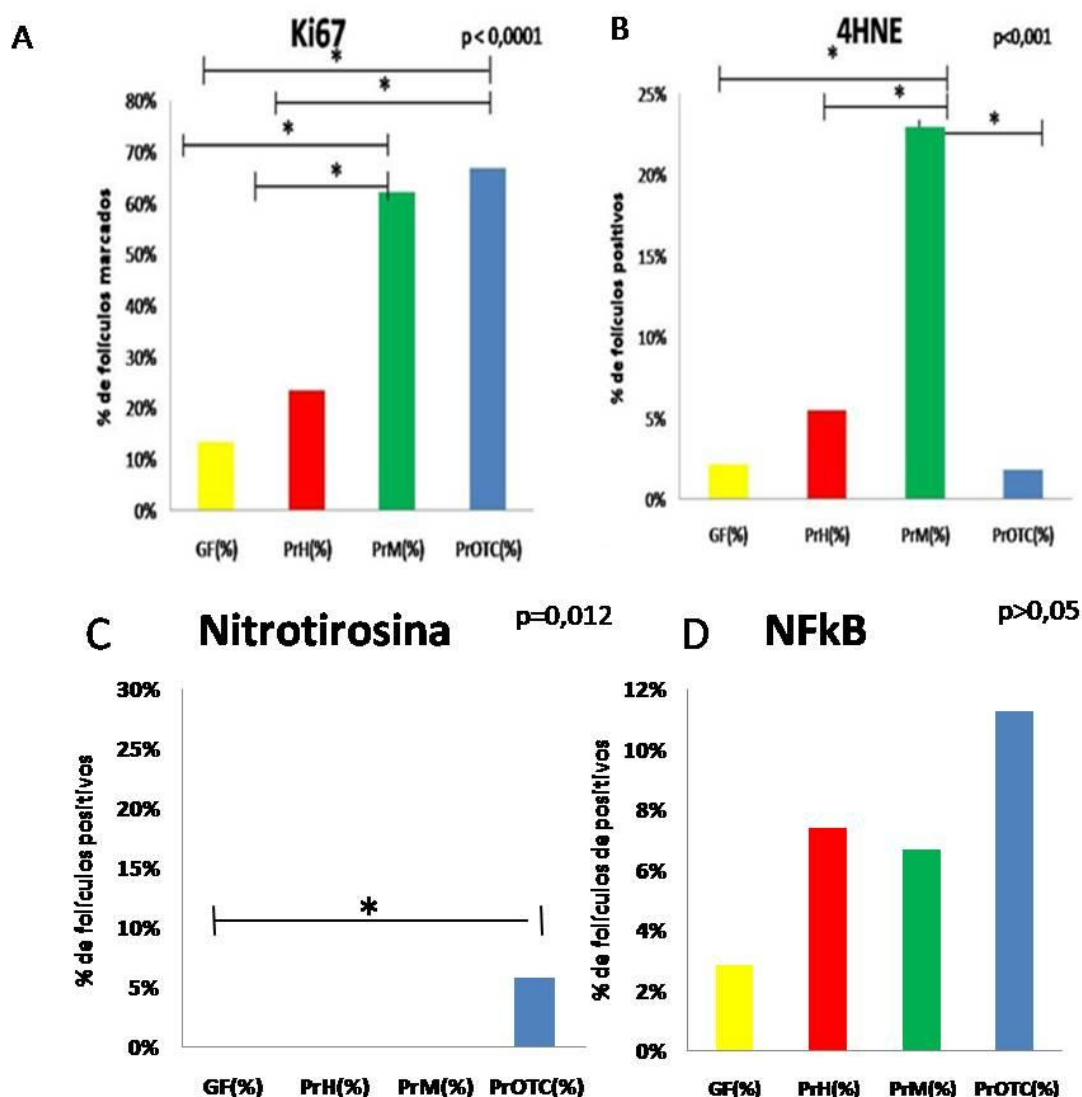 A
Ki67
p < 0,0001
*
*
*
*
80%
70%
60%
50%
40%
30%
20%
10%
0%
% de folículos marcados
GF(%) PrH(%) PrM(%) PrOTC(%)
B
4HNE
p<0,001
*
*
*
25%
20%
15%
10%
5%
0%
% de folículos positivos
GF(%) PrH(%) PrM(%) PrOTC(%)
C
Nitrotirosina
p=0,012
30%
25%
20%
15%
10%
5%
0%
% de folículos positivos
*
GF(%) PrH(%) PrM(%) PrOTC(%)
D
NFkB
p>0,05
12%
10%
8%
6%
4%
2%
0%
% de folículos de positivos
GF(%) PrH(%) PrM(%) PrOTC(%)